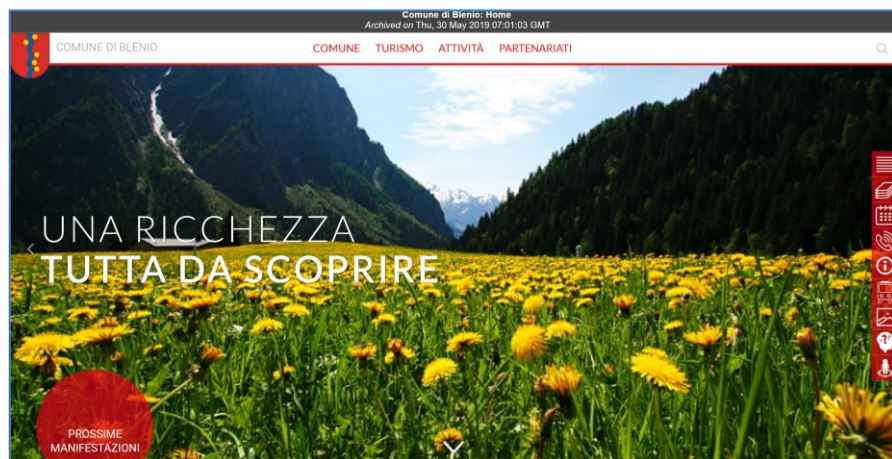 Comune di Blenio: Home
Archived on Thu, 30 May 2019 07:01:03 GMT
COMUNE DI BLENIO
COMUNE TURISMO ATTIVITÀ PARTENARIATI
UNA RICCHEZZA
TUTTA DA SCOPRIRE
PROSSIME
MANIFESTAZIONI